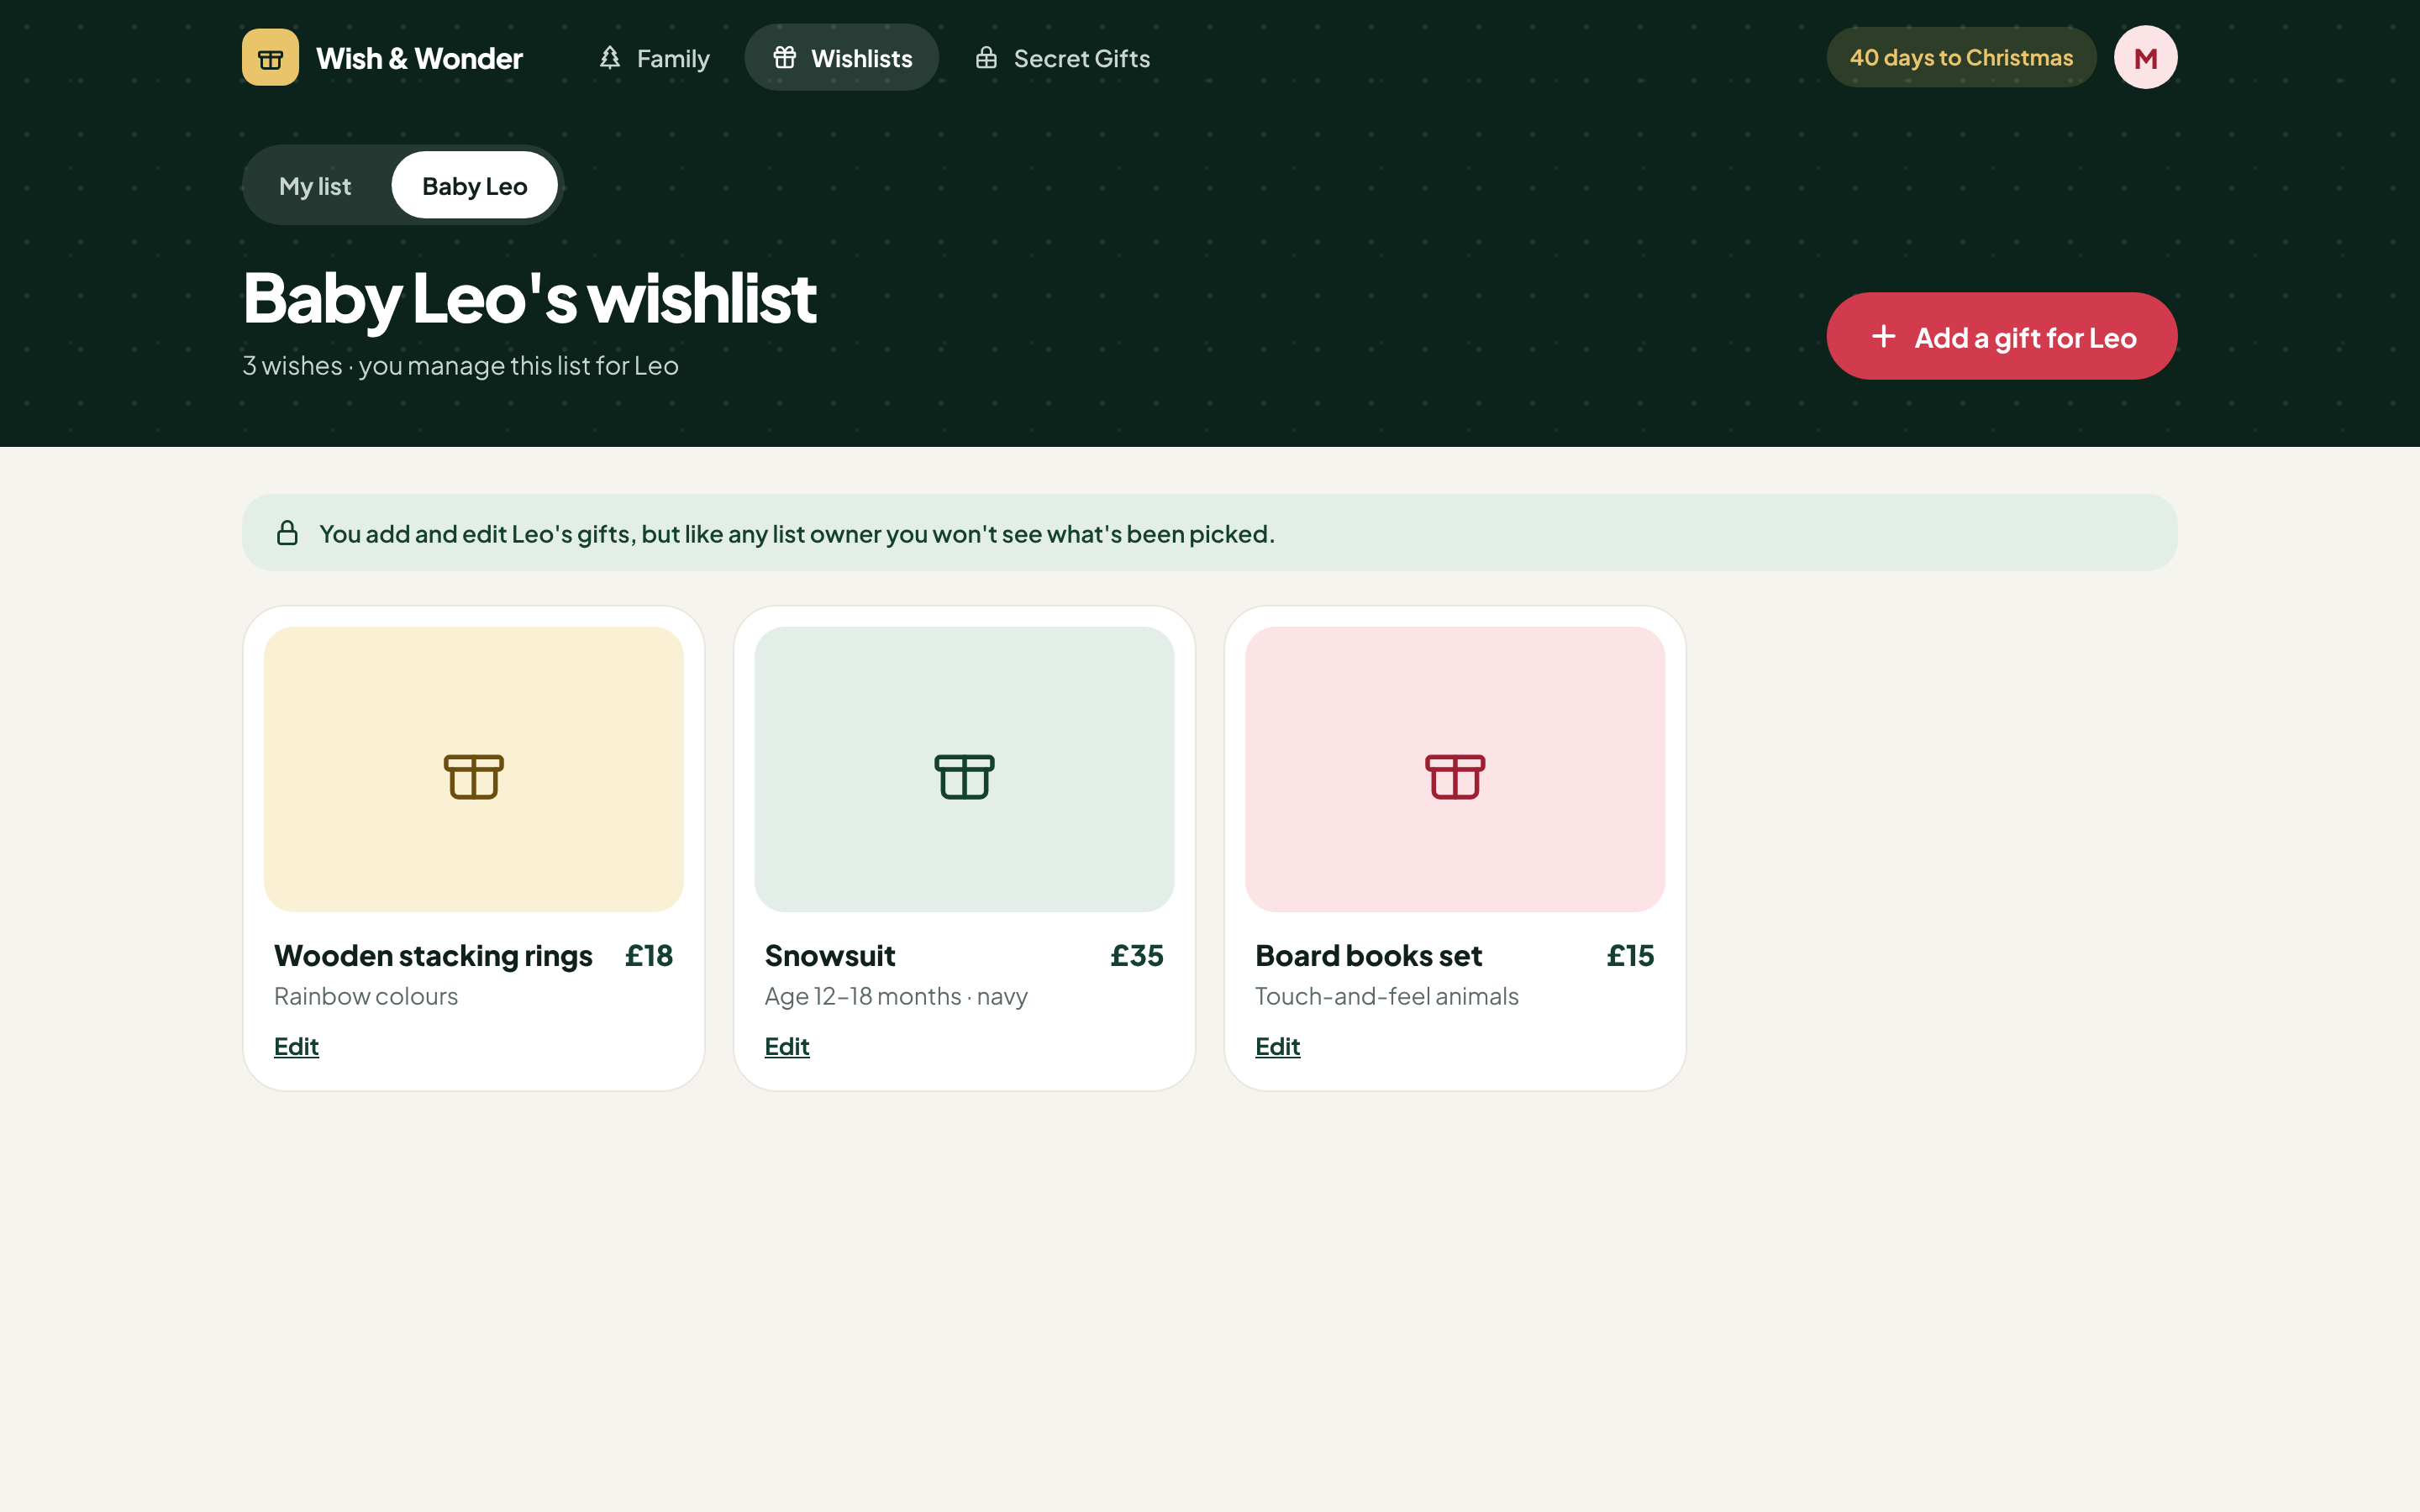 Wish & Wonder
Family
Wishlists
Secret Gifts
40 days to Christmas
M
My list
Baby Leo
Baby Leo's wishlist
3 wishes · you manage this list for Leo
Add a gift for Leo
You add and edit Leo's gifts, but like any list owner you won't see what's been picked.
Wooden stacking rings £18
Rainbow colours
Edit
Snowsuit £35
Age 12–18 months · navy
Edit
Board books set £15
Touch-and-feel animals
Edit